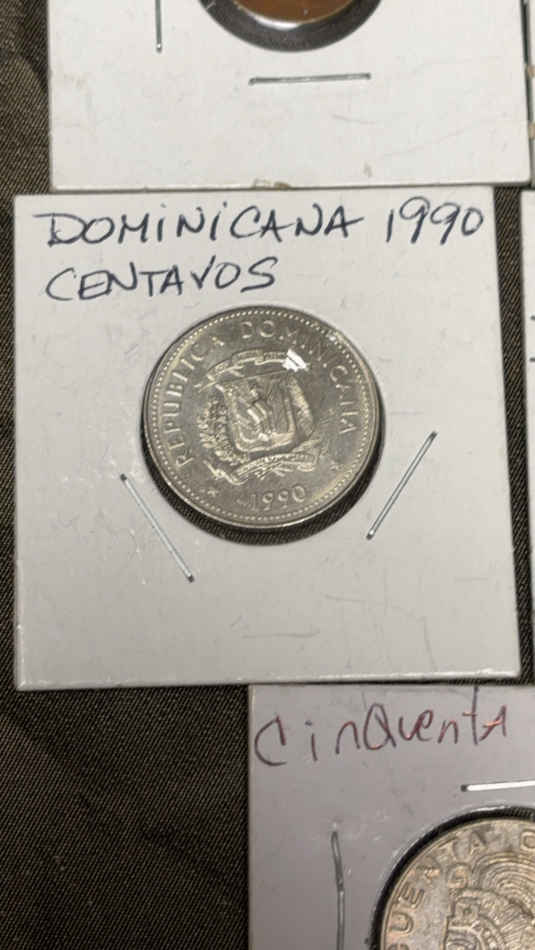 DOMINICANA 1990
CENTAVOS
REPUBLICA DOMINICANA
1990
CinQuentA